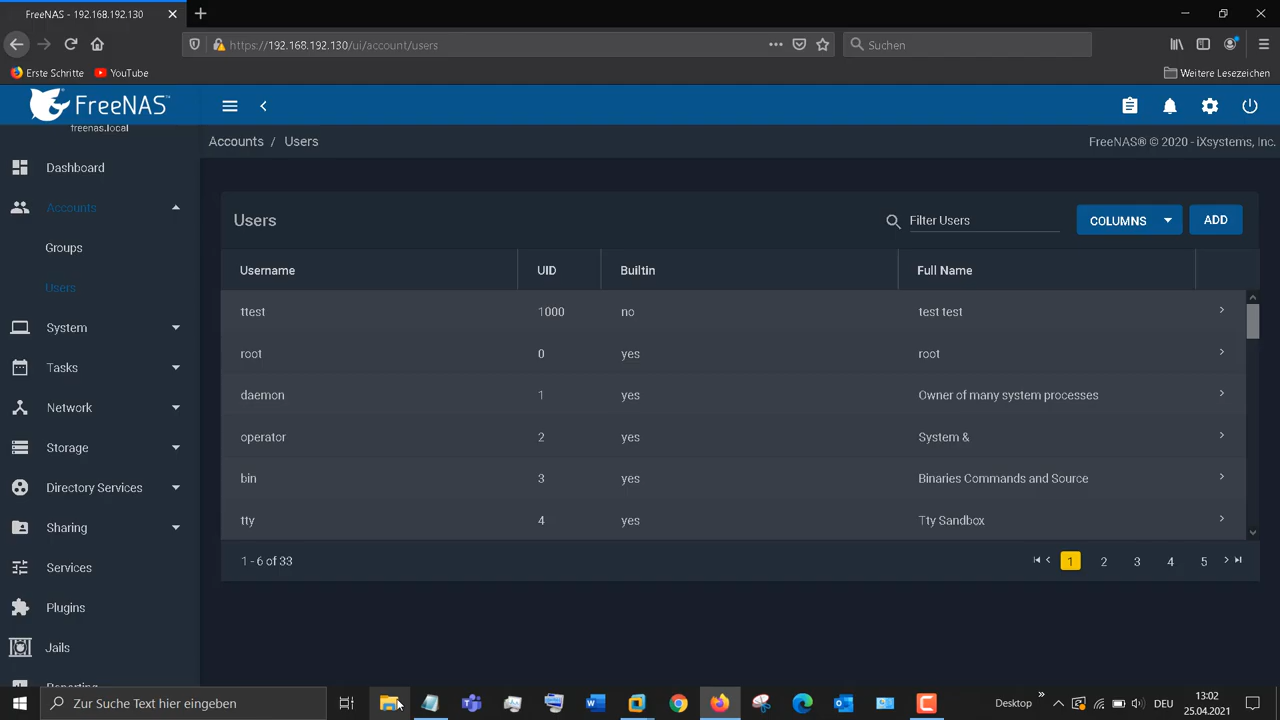 FreeNAS - 192.168.192.130
https://192.168.192.130/ui/account/users
Suchen
Erste Schritte
YouTube
Weitere Lesezeichen
FreeNAS
freenas.local
Accounts / Users
FreeNAS® © 2020 - iXsystems, Inc.
Dashboard
Accounts
Groups
Users
System
Tasks
Network
Storage
Directory Services
Sharing
Services
Plugins
Jails
Reporting
Users
Filter Users
COLUMNS
ADD
Username UID Builtin Full Name
ttest 1000 no test test
root 0 yes root
daemon 1 yes Owner of many system processes
operator 2 yes System &
bin 3 yes Binaries Commands and Source
tty 4 yes Tty Sandbox
1 - 6 of 33
1 2 3 4 5
Zur Suche Text hier eingeben
Desktop
DEU
13:02
25.04.2021